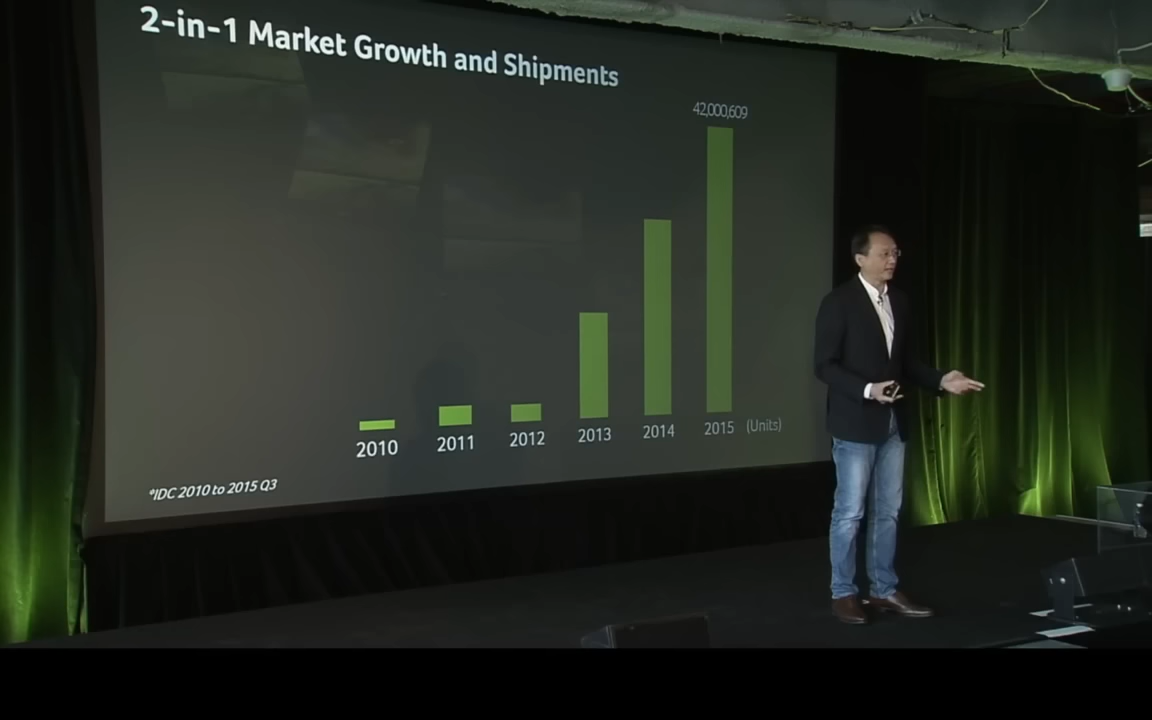 2-in-1 Market Growth and Shipments
42,000,609
2010 2011 2012 2013 2014 2015 (Units)
*IDC 2010 to 2015 Q3